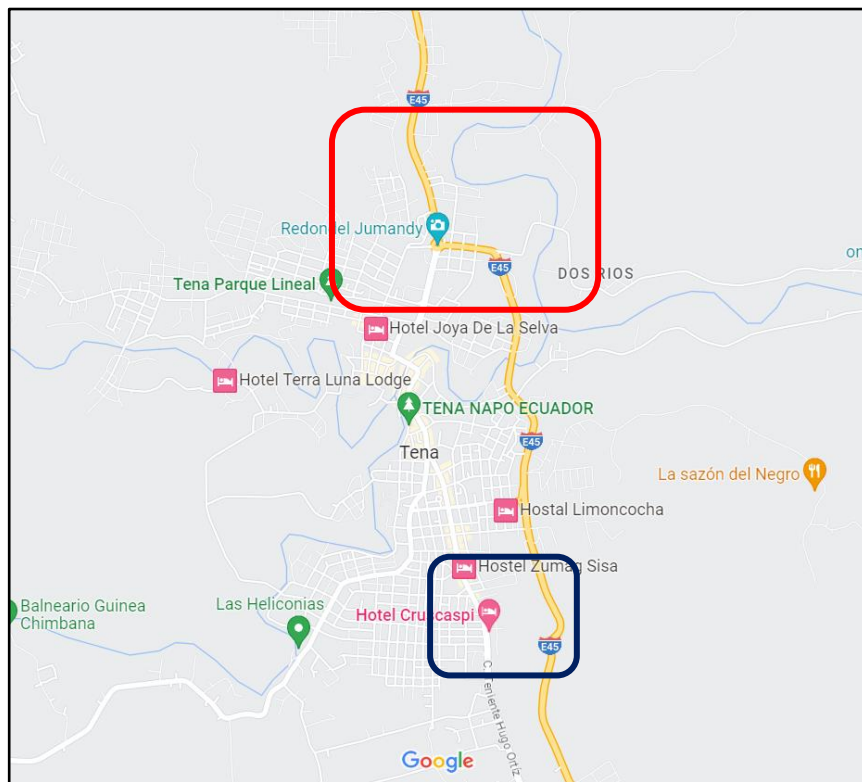 E45
Redondel Jumandy
on
E45
DOS RIOS
Tena Parque Lineal
Hotel Joya De La Selva
Hotel Terra Luna Lodge
TENA NAPO ECUADOR
E45
Tena
La sazón del Negro
Hostal Limoncocha
Hostel Zumag Sisa
Balneario Guinea
Chimbana
Las Heliconias
Hotel Cruscaspi
E45
C. Teniente Hugo Ortíz
Google